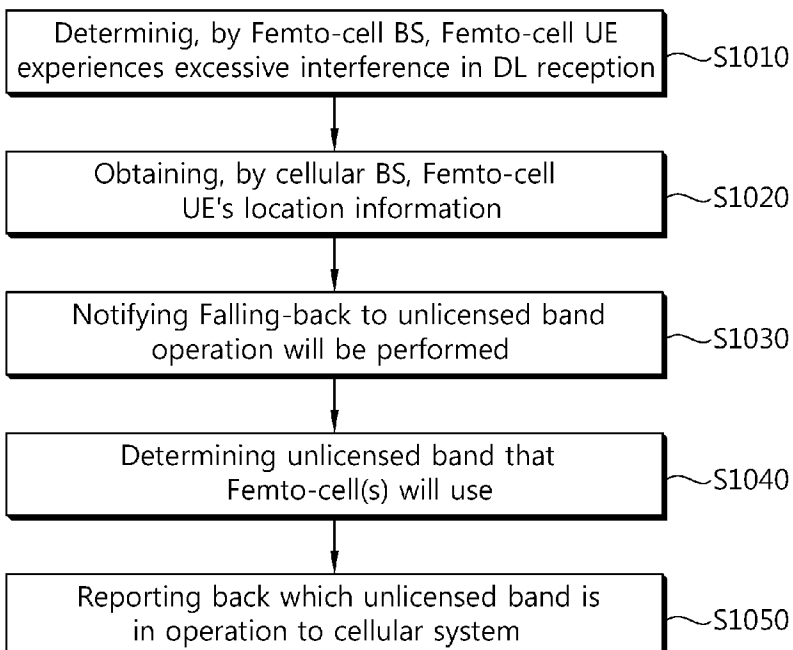 Determinig, by Femto-cell BS, Femto-cell UE
experiences excessive interference in DL reception
S1010
Obtaining, by cellular BS, Femto-cell
UE's location information
S1020
Notifying Falling-back to unlicensed band
operation will be performed
S1030
Determining unlicensed band that
Femto-cell(s) will use
S1040
Reporting back which unlicensed band is
in operation to cellular system
S1050